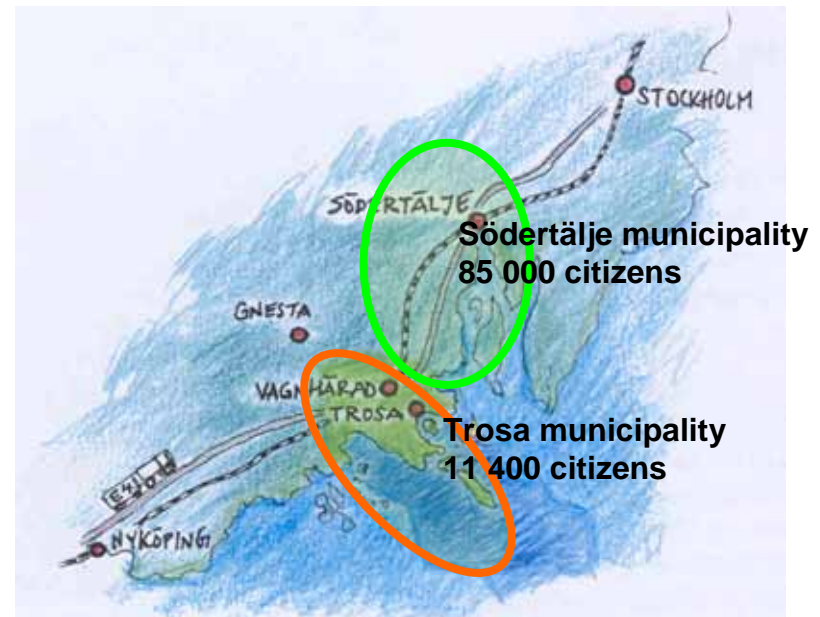 STOCKHOLM
SÖDERTÄLJE
Södertälje municipality
85 000 citizens
GNESTA
VAGNHÄRAD
TROSA
Trosa municipality
11 400 citizens
E4
NYKÖPING